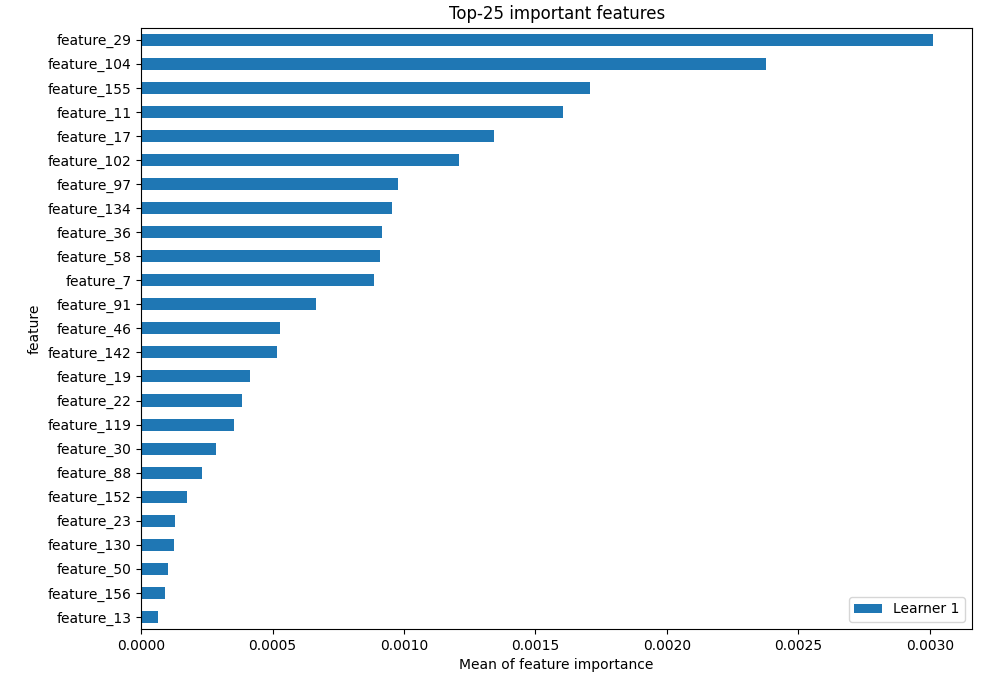 Top-25 important features
feature_29
feature_104
feature_155
feature_11
feature_17
feature_102
feature_97
feature_134
feature_36
feature_58
feature_7
feature_91
feature_46
feature_142
feature_19
feature_22
feature_119
feature_30
feature_88
feature_152
feature_23
feature_130
feature_50
feature_156
feature_13
feature
Learner 1
0.0000 0.0005 0.0010 0.0015 0.0020 0.0025 0.0030
Mean of feature importance